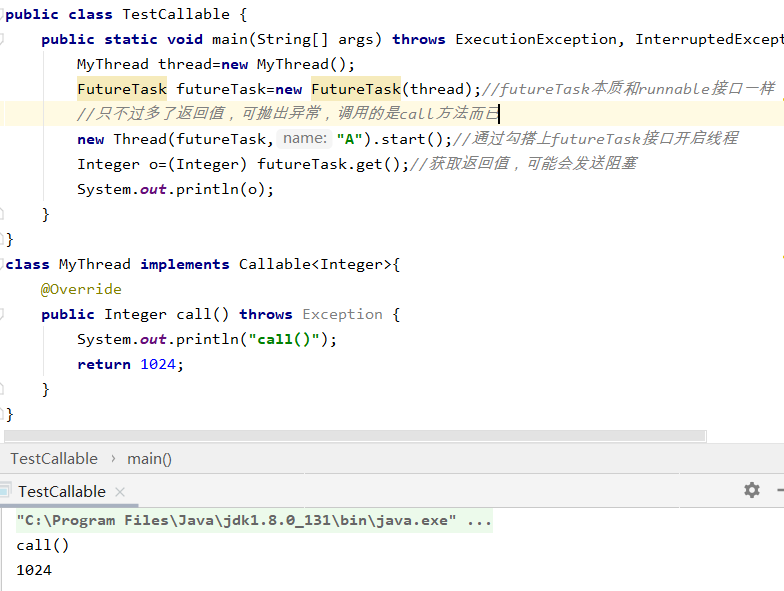 public class TestCallable {
public static void main(String[] args) throws ExecutionException, InterruptedExcept
MyThread thread=new MyThread();
FutureTask futureTask=new FutureTask(thread);//futureTask本质和runnable接口一样
//只不过多了返回值，可抛出异常，调用的是call方法而已
new Thread(futureTask, name: "A").start();//通过勾搭上futureTask接口开启线程
Integer o=(Integer) futureTask.get();//获取返回值，可能会发送阻塞
System.out.println(o);
}
}
class MyThread implements Callable<Integer>{
@Override
public Integer call() throws Exception {
System.out.println("call()");
return 1024;
}
}
TestCallable › main()
TestCallable ×
"C:\Program Files\Java\jdk1.8.0_131\bin\java.exe" ...
call()
1024